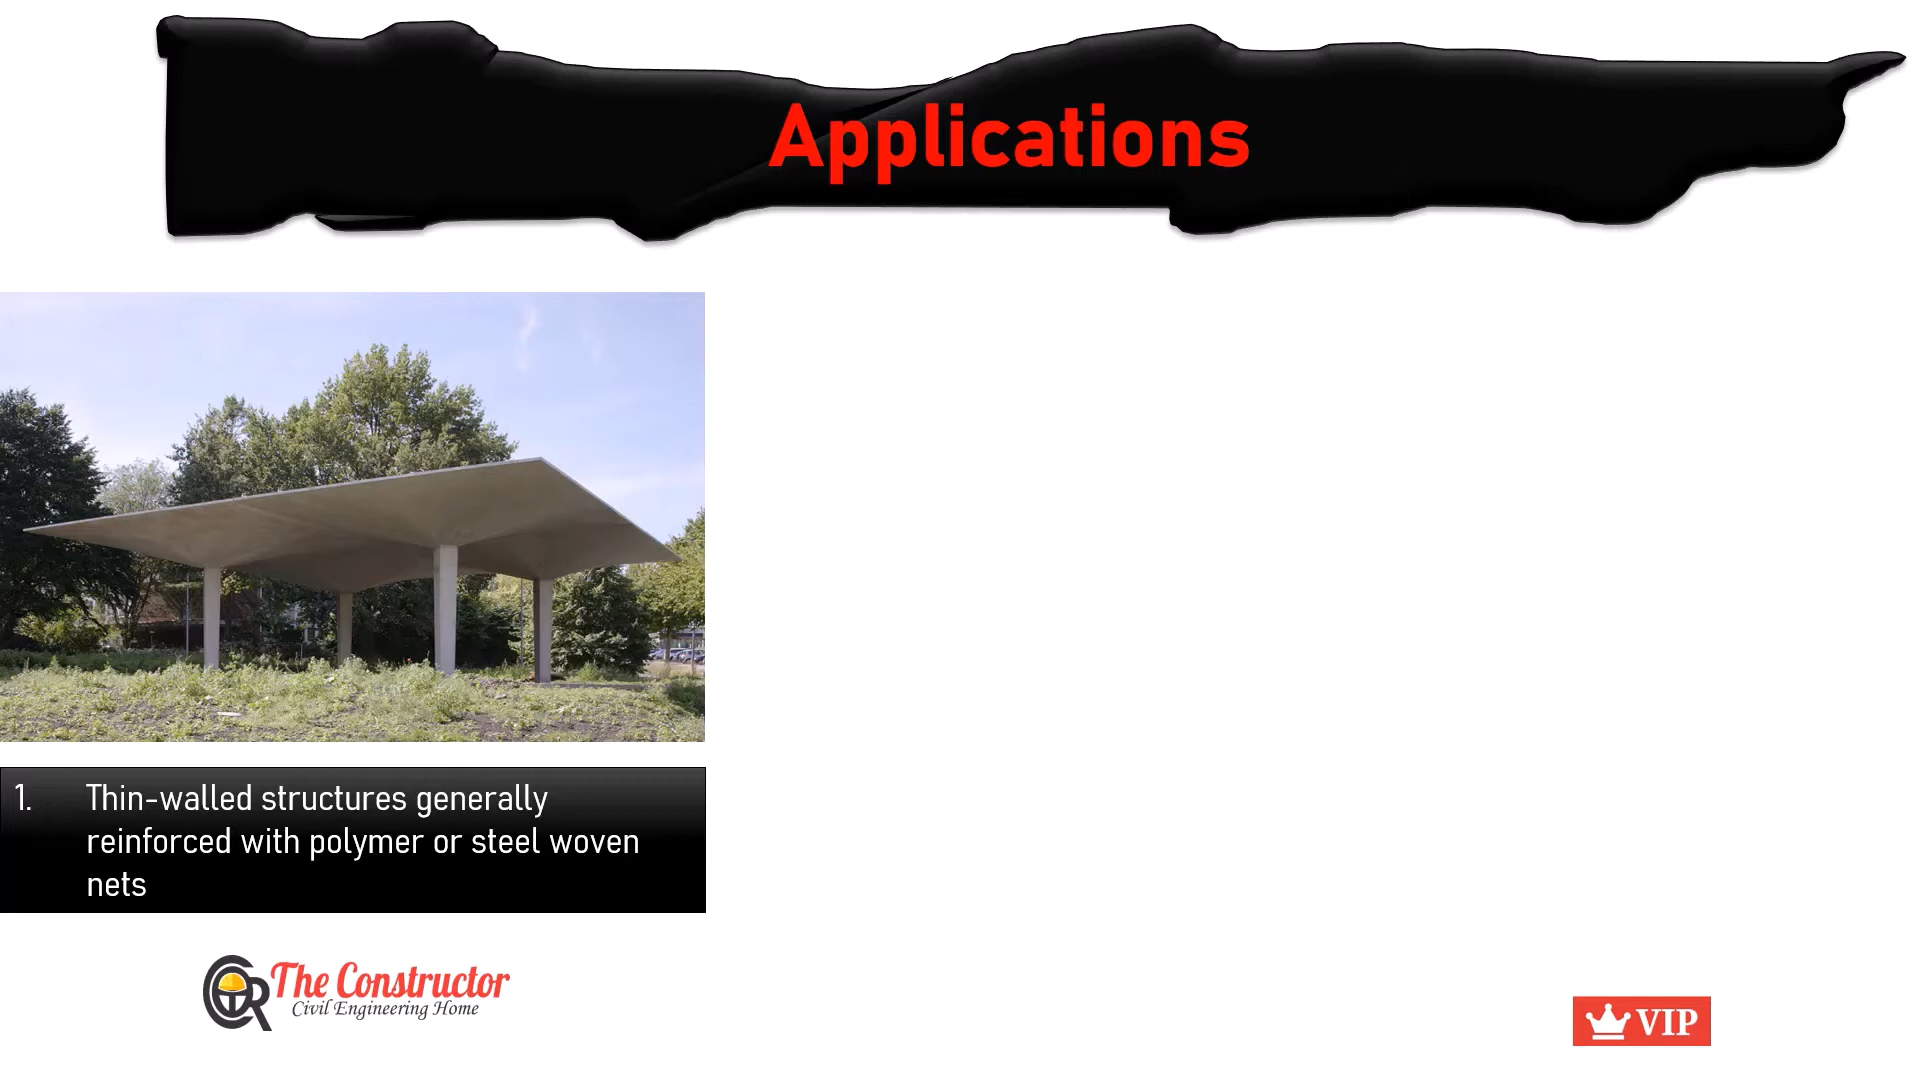 Applications
1. Thin-walled structures generally
reinforced with polymer or steel woven
nets
The Constructor
Civil Engineering Home
VIP